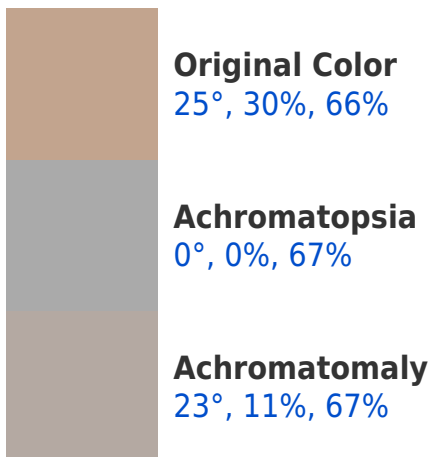 Original Color
25°, 30%, 66%
Achromatopsia
0°, 0%, 67%
Achromatomaly
23°, 11%, 67%